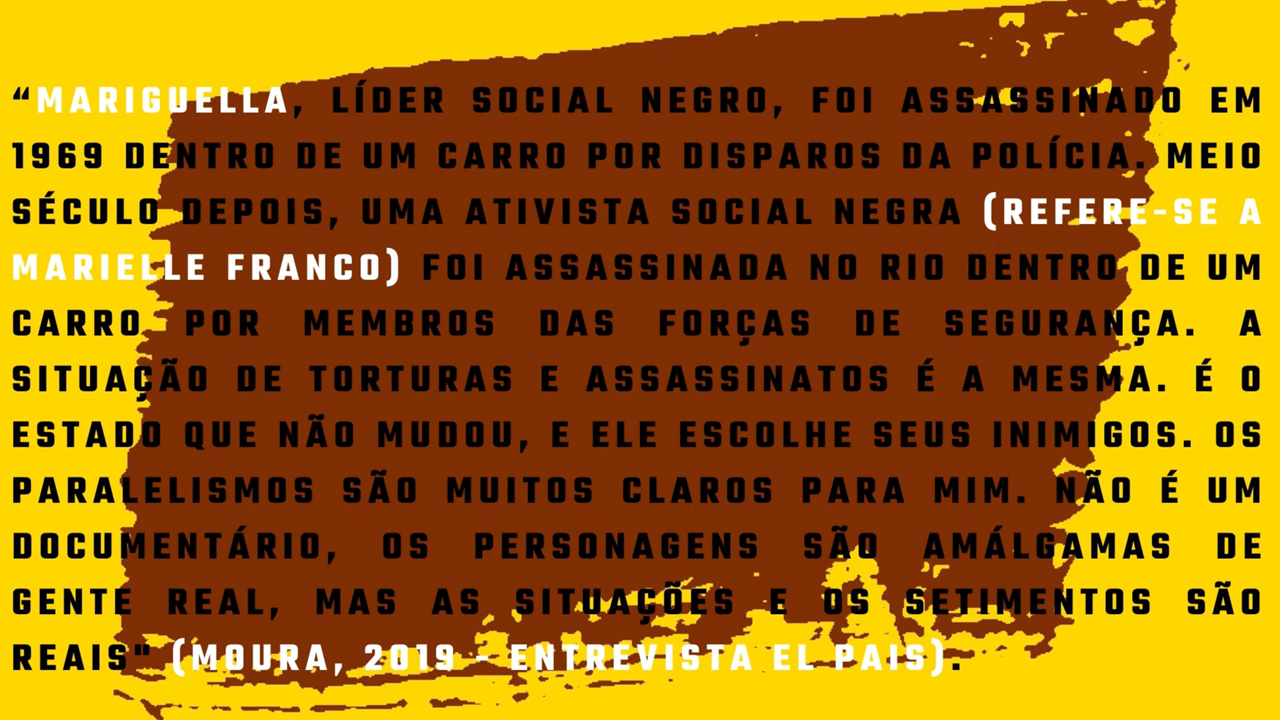 “MARIGUELLA, LÍDER SOCIAL NEGRO, FOI ASSASSINADO EM
1969 DENTRO DE UM CARRO POR DISPAROS DA POLÍCIA. MEIO
SÉCULO DEPOIS, UMA ATIVISTA SOCIAL NEGRA (REFERE-SE A
MARIELLE FRANCO) FOI ASSASSINADA NO RIO DENTRO DE UM
CARRO POR MEMBROS DAS FORÇAS DE SEGURANÇA. A
SITUAÇÃO DE TORTURAS E ASSASSINATOS É A MESMA. É O
ESTADO QUE NÃO MUDOU, E ELE ESCOLHE SEUS INIMIGOS. OS
PARALELISMOS SÃO MUITOS CLAROS PARA MIM. NÃO É UM
DOCUMENTÁRIO, OS PERSONAGENS SÃO AMÁLGAMAS DE
GENTE REAL, MAS AS SITUAÇÕES E OS SETIMENTOS SÃO
REAIS" (MOURA, 2019 - ENTREVISTA EL PAIS).